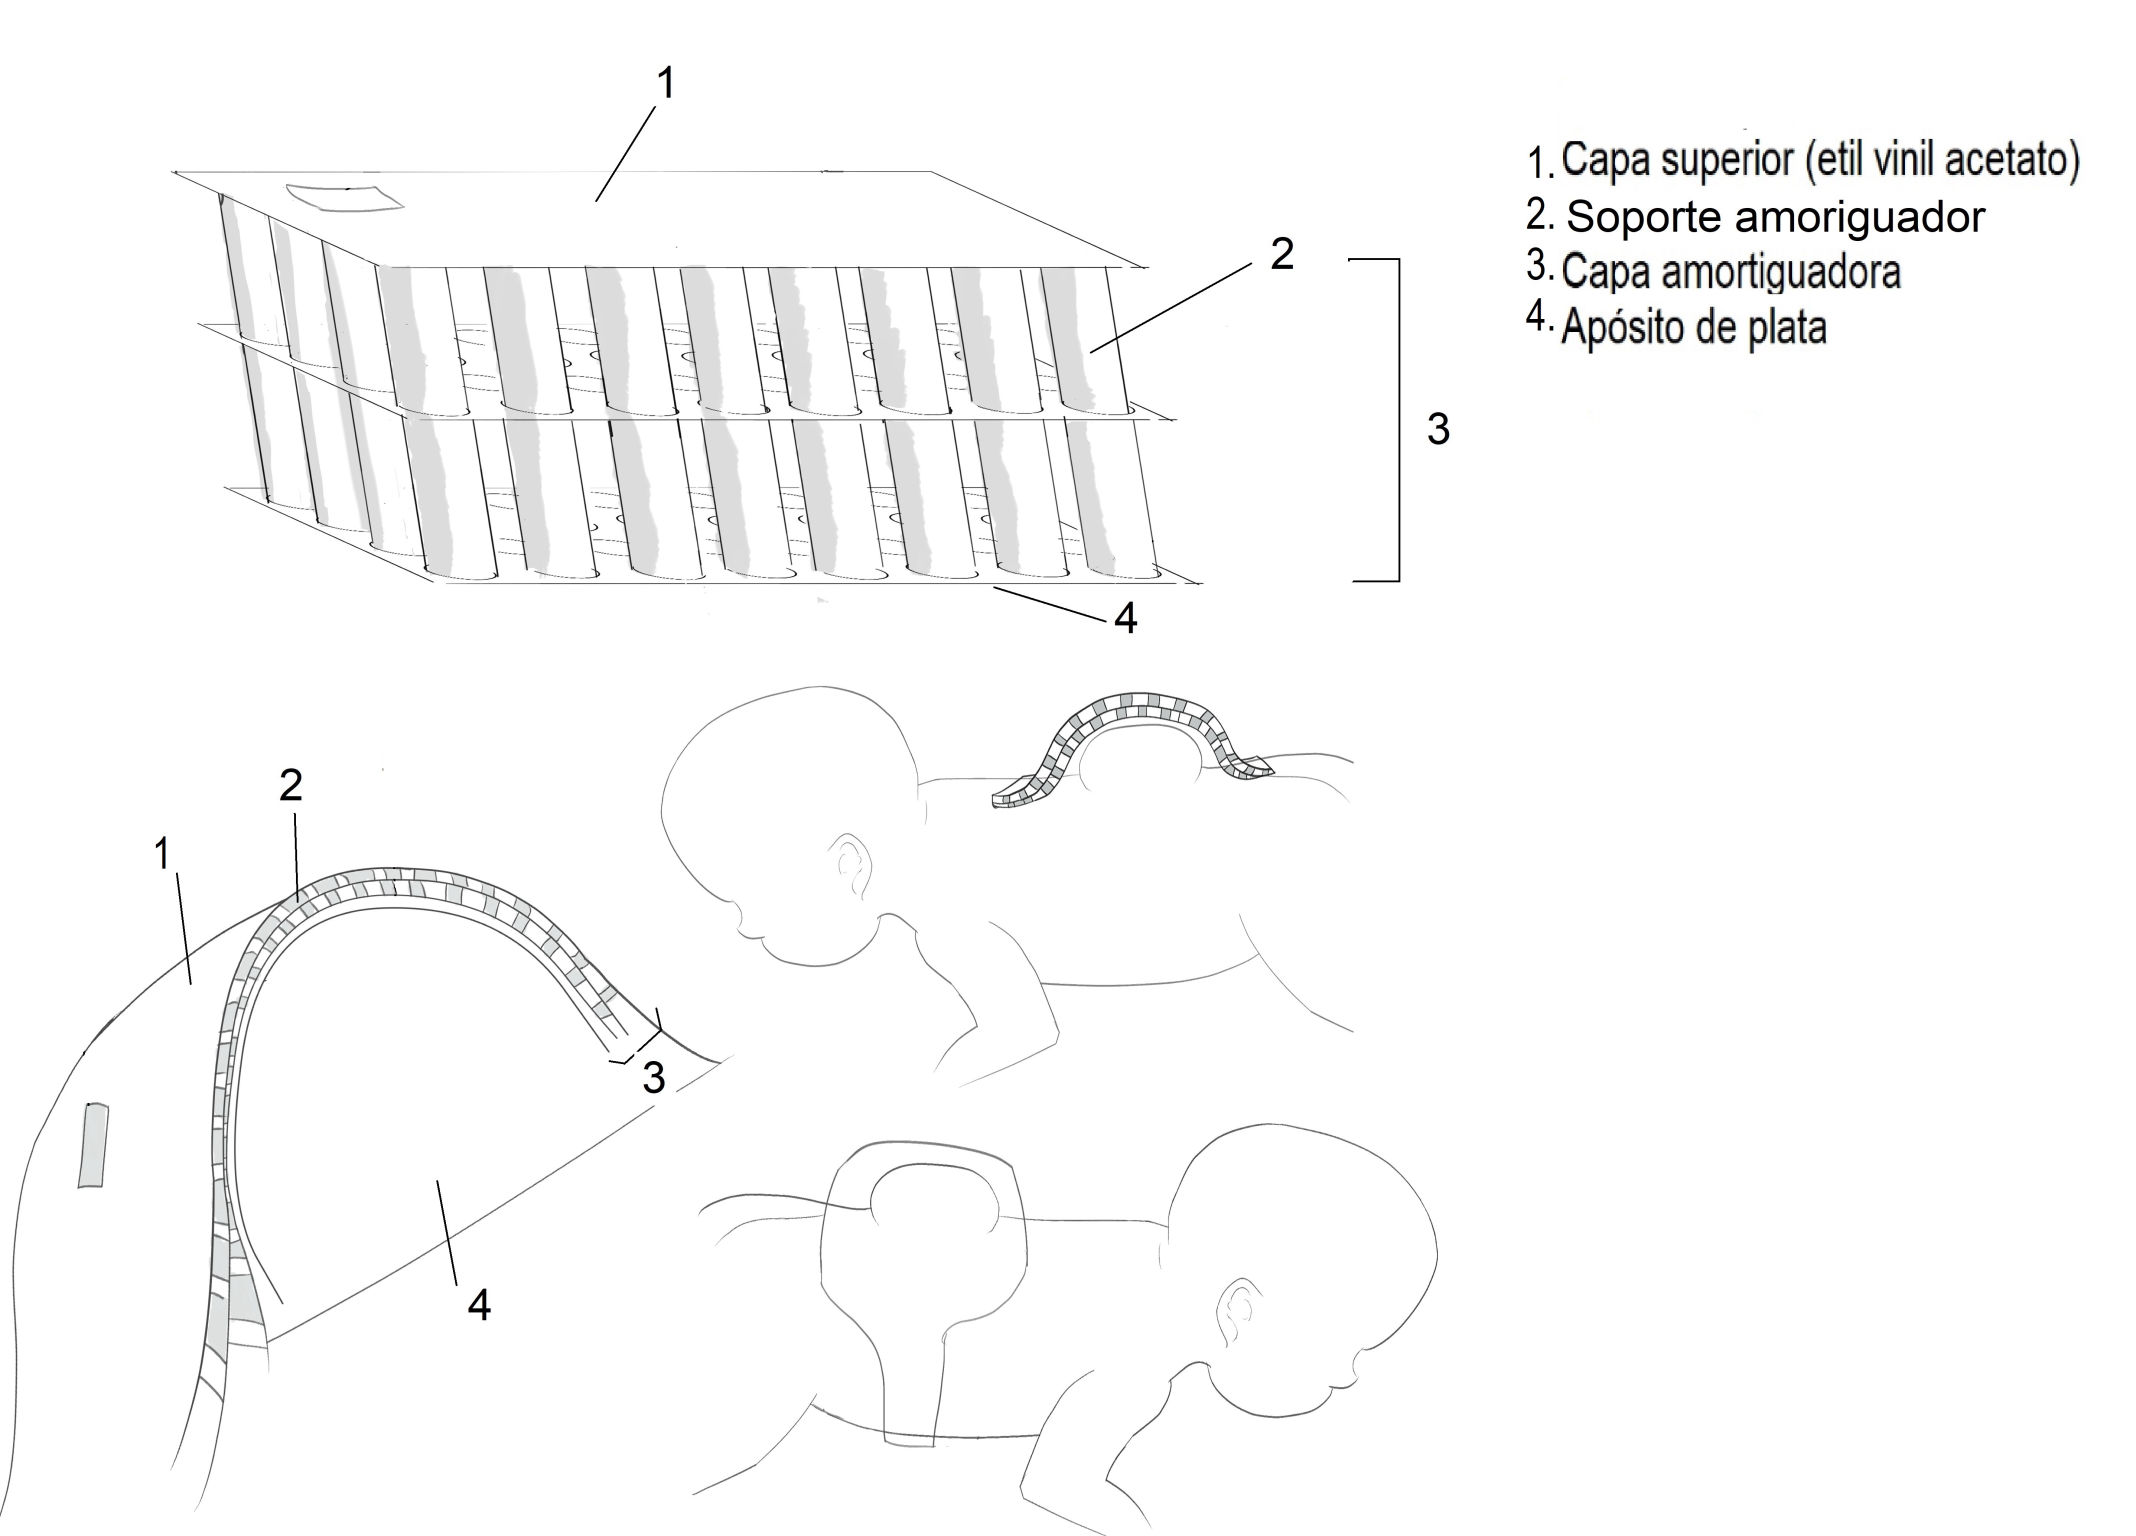 1
2
3
4
1. Capa superior (etil vinil acetato)
2. Soporte amoriguador
3. Capa amortiguadora
4. Apósito de plata
2
1
3
4